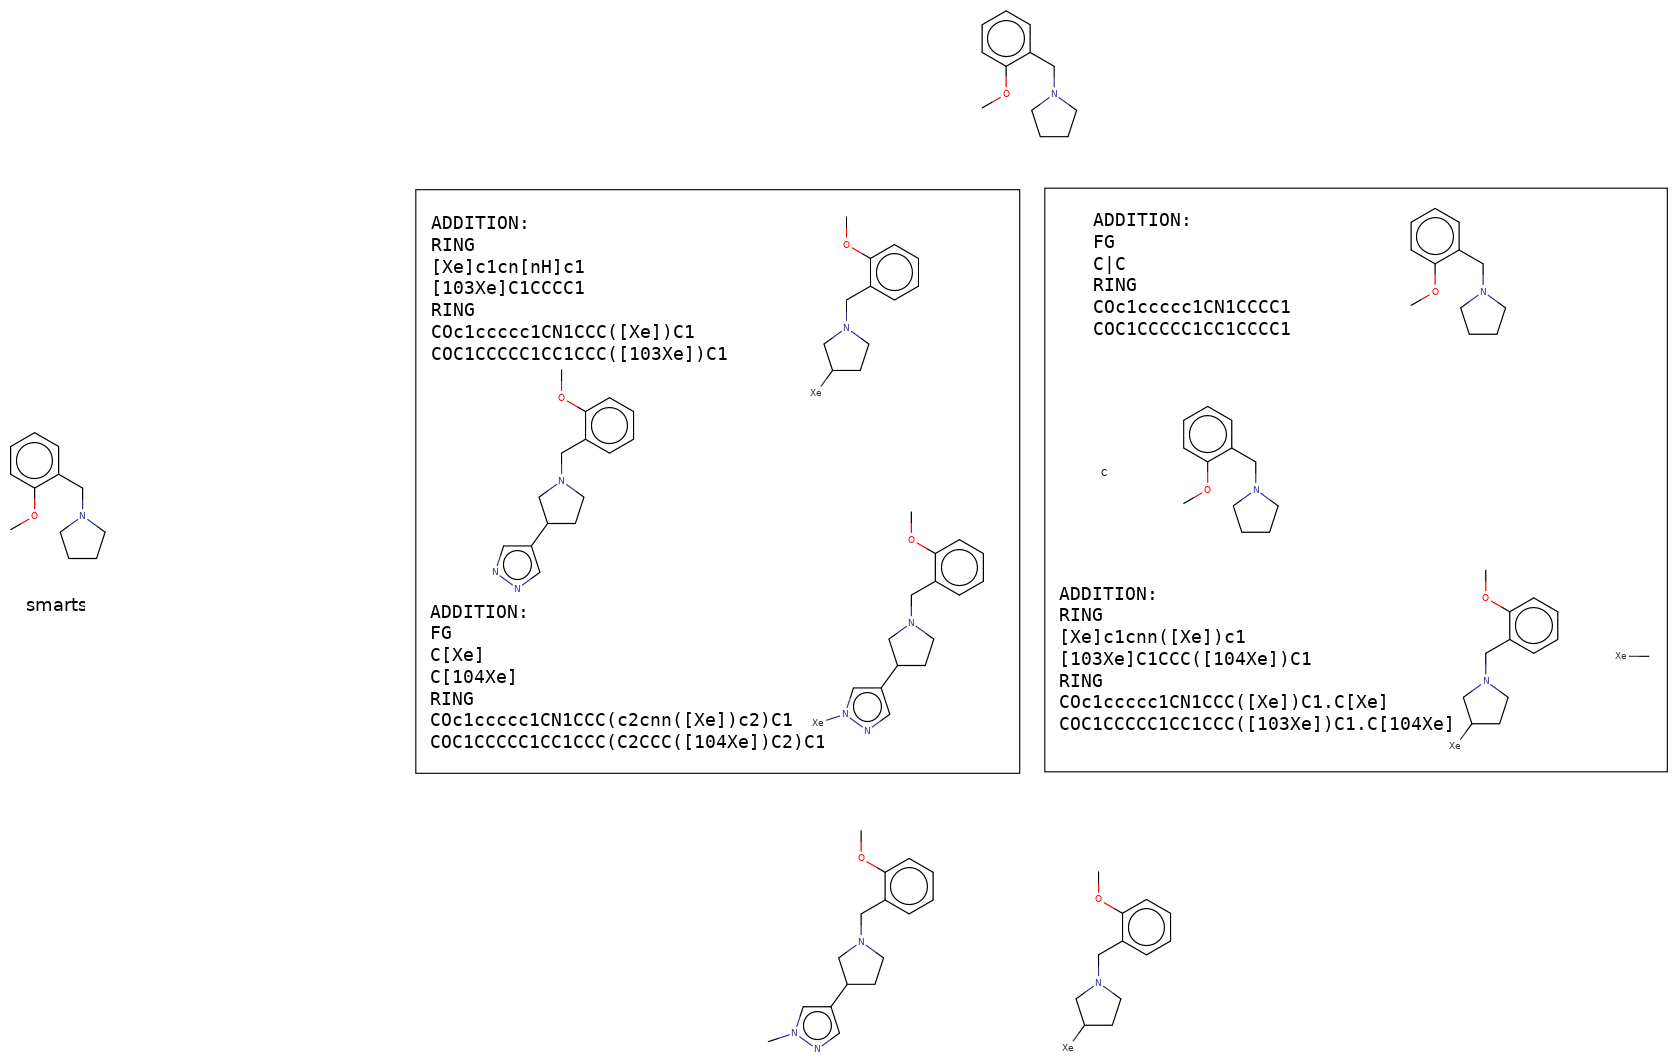 O
N
ADDITION:
RING
[Xe]c1cn[nH]c1
[103Xe]C1CCCC1
RING
COc1ccccc1CN1CCC([Xe])C1
COC1CCCCC1CC1CCC([103Xe])C1
O
N
Xe
O
N
N
N
ADDITION:
FG
C[Xe]
C[104Xe]
RING
COc1ccccc1CN1CCC(c2cnn([Xe])c2)C1
COC1CCCCC1CC1CCC(C2CCC([104Xe])C2)C1
O
N
Xe
N
N
ADDITION:
FG
C|C
RING
COc1ccccc1CN1CCCC1
COC1CCCCC1CC1CCCC1
O
N
C
O
N
ADDITION:
RING
[Xe]c1cnn([Xe])c1
[103Xe]C1CCC([104Xe])C1
RING
COc1ccccc1CN1CCC([Xe])C1.C[Xe]
COC1CCCCC1CC1CCC([103Xe])C1.C[104Xe]
O
N
Xe
Xe
O
N
smarts
O
N
N
N
O
N
Xe